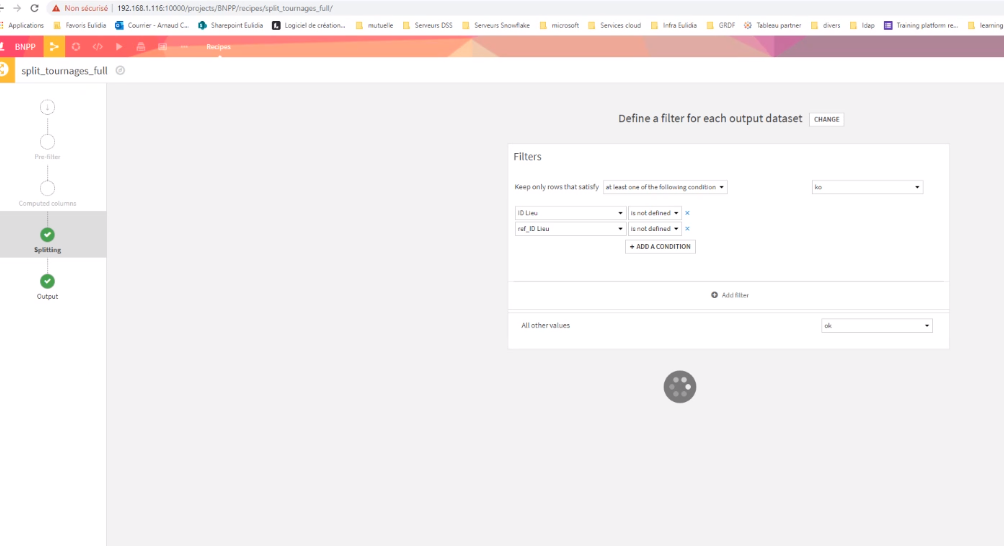 Non sécurisé | 192.168.1.116:10000/projects/BNPP/recipes/split_tournages_full/
Applications Favoris Eulidia Courrier - Arnaud C... Sharepoint Eulidia Logiciel de création... mutuelle Serveurs DSS Serveurs Snowflake microsoft Services cloud Infra Eulidia GRDF Tableau partner divers ldap Training platform re... learning
BNPP Recipes
split_tournages_full
Define a filter for each output dataset CHANGE
Pre-filter
Computed columns
Splitting
Output
Filters
Keep only rows that satisfy at least one of the following condition ko
ID Lieu is not defined ×
ref_ID Lieu is not defined ×
+ ADD A CONDITION
Add filter
All other values ok